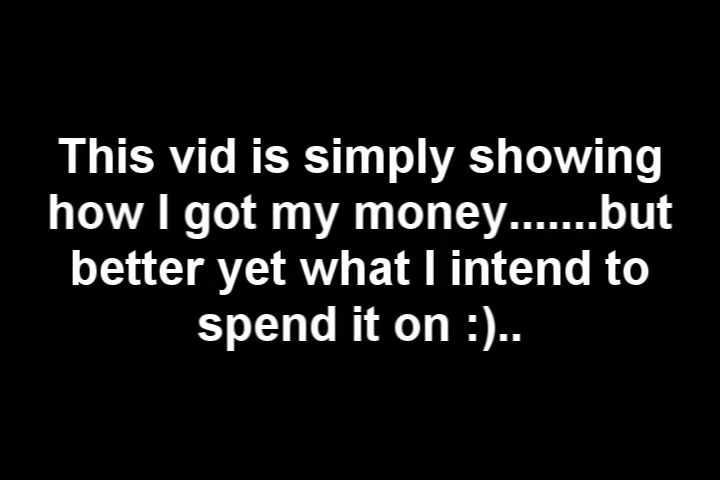 This vid is simply showing
how I got my money.......but
better yet what I intend to
spend it on :)..